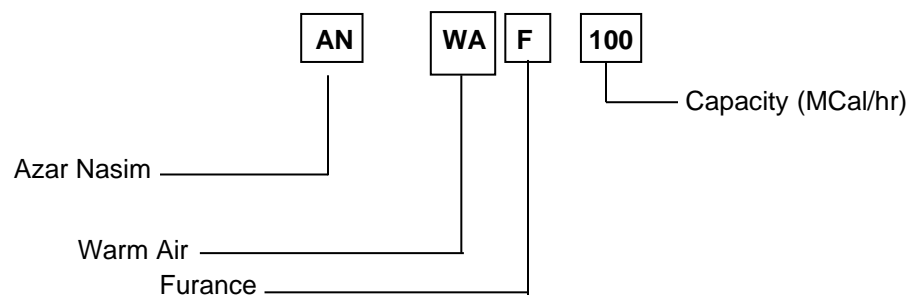 AN WA F 100
Capacity (MCal/hr)
Azar Nasim
Warm Air
Furance